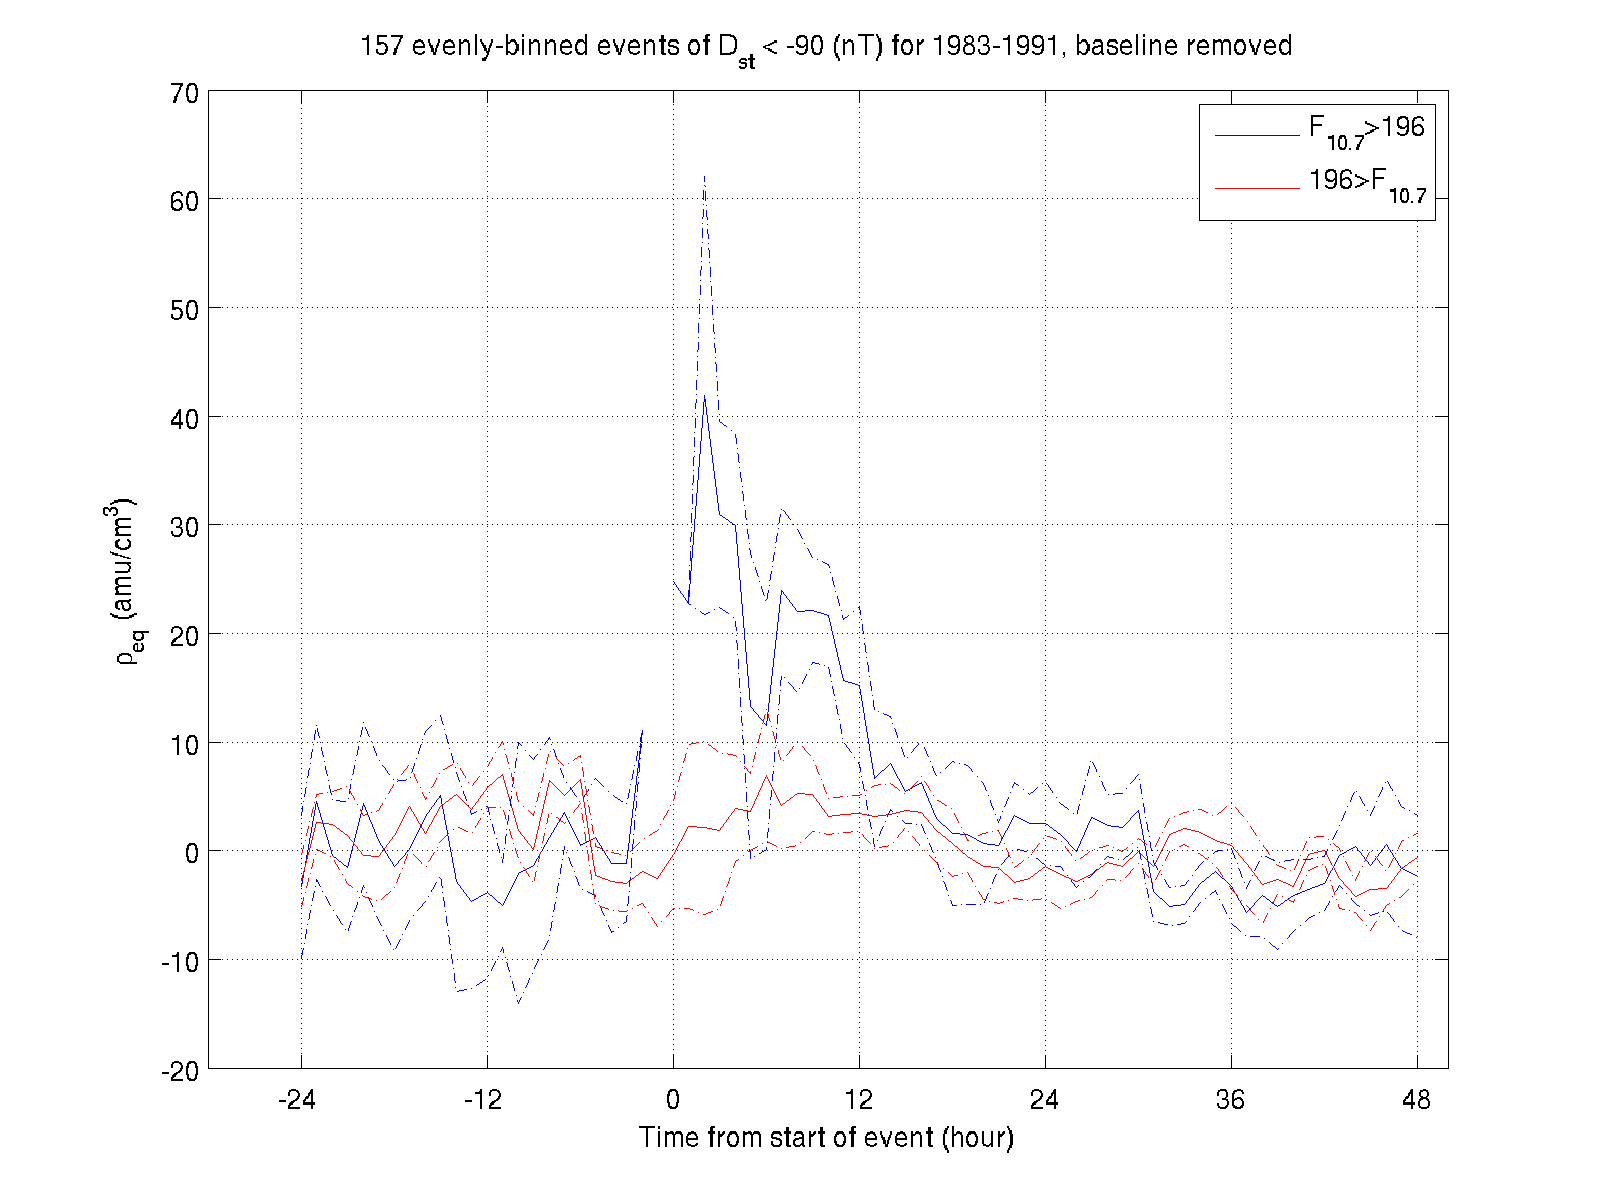 157 evenly-binned events of Dst < -90 (nT) for 1983-1991, baseline removed
70
60
50
40
30
20
10
0
-10
-20
ρeq (amu/cm3)
F10.7>196
196>F10.7
-24 -12 0 12 24 36 48
Time from start of event (hour)